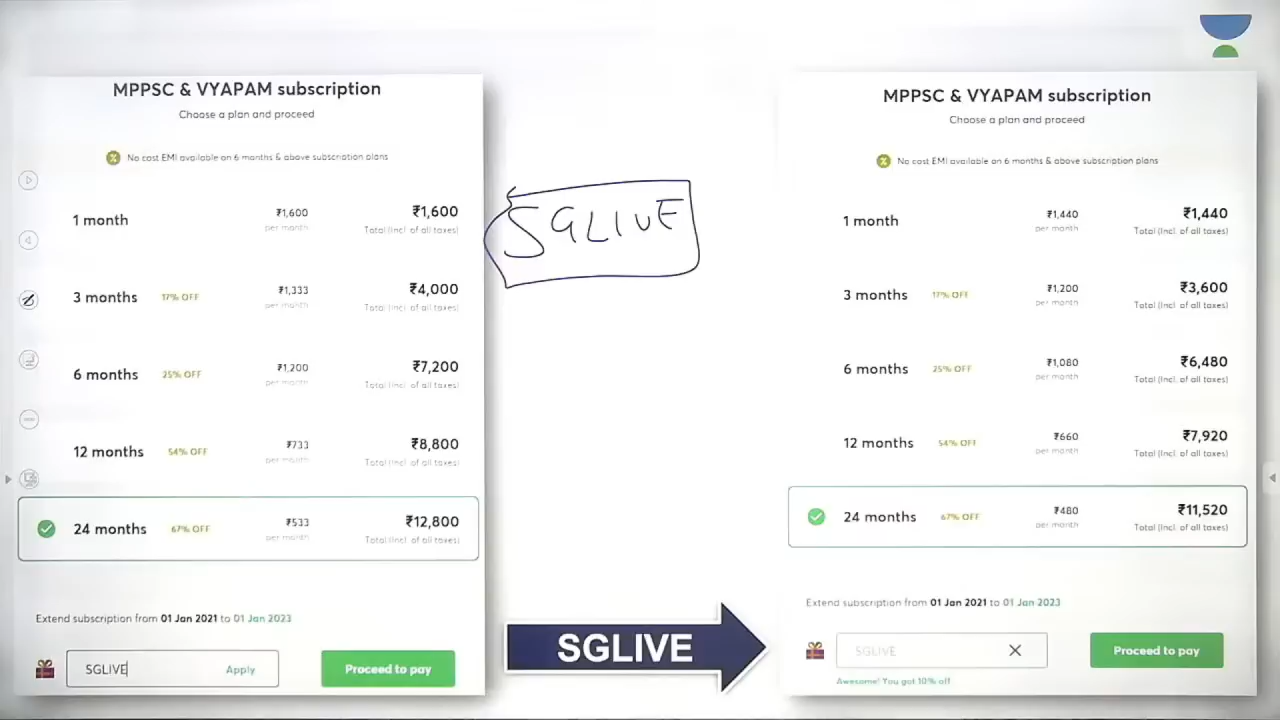 MPPSC & VYAPAM subscription
Choose a plan and proceed
No cost EMI available on 6 months & above subscription plans
1 month ₹1,600 per month ₹1,600 Total (Incl. of all taxes)
3 months 17% OFF ₹1,333 per month ₹4,000 Total (Incl. of all taxes)
6 months 25% OFF ₹1,200 per month ₹7,200 Total (Incl. of all taxes)
12 months 54% OFF ₹733 per month ₹8,800 Total (Incl. of all taxes)
24 months 67% OFF ₹533 per month ₹12,800 Total (Incl. of all taxes)
Extend subscription from 01 Jan 2021 to 01 Jan 2023
SGLIVE Apply Proceed to pay
SGLIVE
SGLIVE
MPPSC & VYAPAM subscription
Choose a plan and proceed
No cost EMI available on 6 months & above subscription plans
1 month ₹1,440 per month ₹1,440 Total (Incl. of all taxes)
3 months 17% OFF ₹1,200 per month ₹3,600 Total (Incl. of all taxes)
6 months 25% OFF ₹1,080 per month ₹6,480 Total (Incl. of all taxes)
12 months 54% OFF ₹660 per month ₹7,920 Total (Incl. of all taxes)
24 months 67% OFF ₹480 per month ₹11,520 Total (Incl. of all taxes)
Extend subscription from 01 Jan 2021 to 01 Jan 2023
SGLIVE Proceed to pay
Awesome! You got 10% off